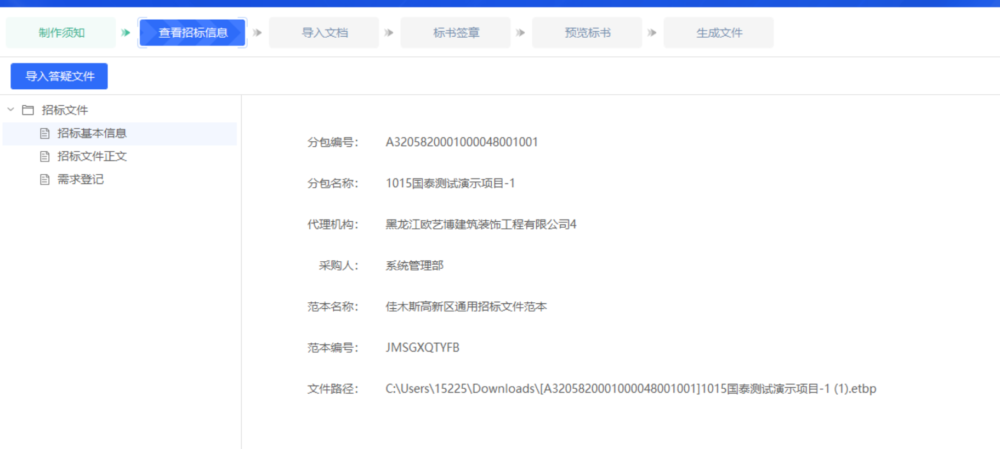 制作须知 查看招标信息 导入文档 标书签章 预览标书 生成文件
导入答疑文件
招标文件
招标基本信息
招标文件正文
需求登记
分包编号： A3205820001000048001001
分包名称： 1015国泰测试演示项目-1
代理机构： 黑龙江欧艺博建筑装饰工程有限公司4
采购人： 系统管理部
范本名称： 佳木斯高新区通用招标文件范本
范本编号： JMSGXQTYFB
文件路径： C:\Users\15225\Downloads\[A3205820001000048001001]1015国泰测试演示项目-1 (1).etbp